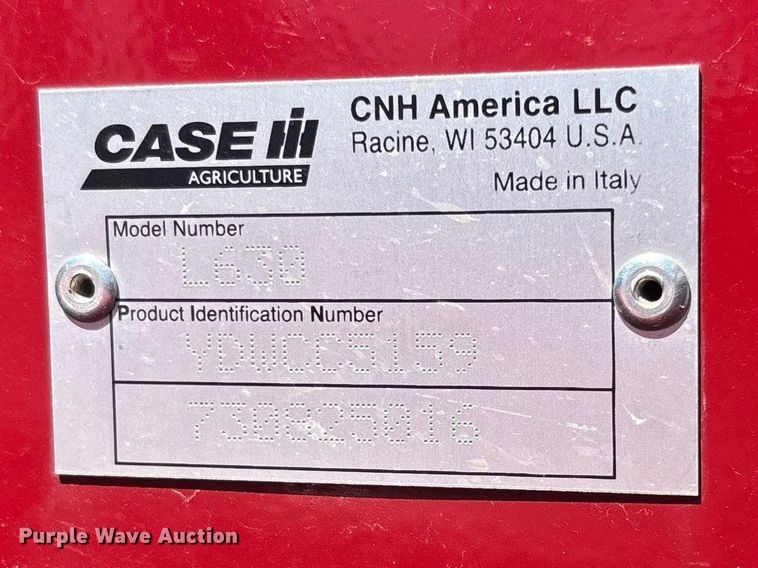 CASE IH
AGRICULTURE
CNH America LLC
Racine, WI 53404 U.S.A.
Made in Italy
Model Number
L630
Product Identification Number
YDWCC5159
730825016
Purple Wave Auction